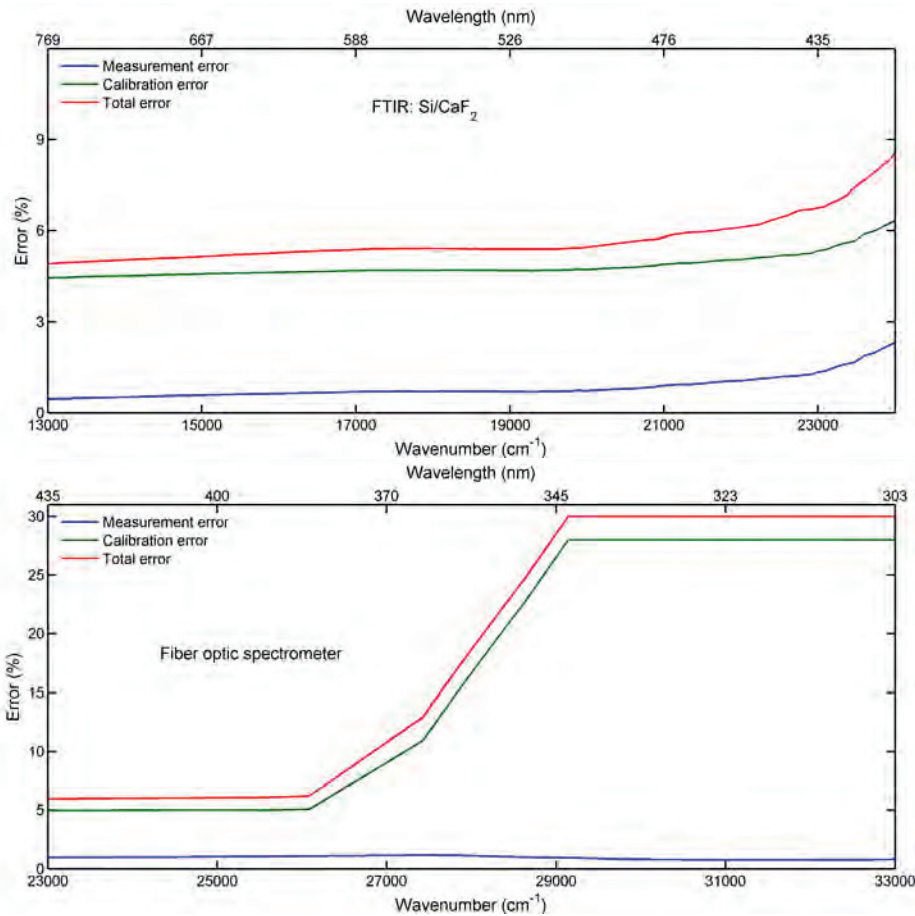 Wavelength (nm)
769 667 588 526 476 435
Measurement error
Calibration error
Total error
FTIR: Si/CaF₂
9
6
3
0
Error (%)
13000 15000 17000 19000 21000 23000
Wavenumber (cm⁻¹)
Wavelength (nm)
435 400 370 345 323 303
Measurement error
Calibration error
Total error
Fiber optic spectrometer
30
25
20
15
10
5
0
Error (%)
23000 25000 27000 29000 31000 33000
Wavenumber (cm⁻¹)